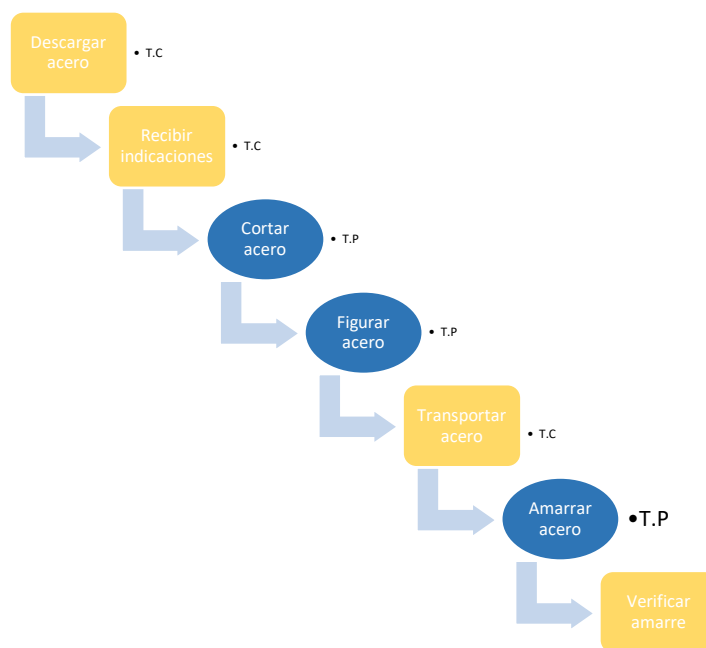 Descargar
acero
• T.C
Recibir
indicaciones
• T.C
Cortar
acero
• T.P
Figurar
acero
• T.P
Transportar
acero
• T.C
Amarrar
acero
•T.P
Verificar
amarre